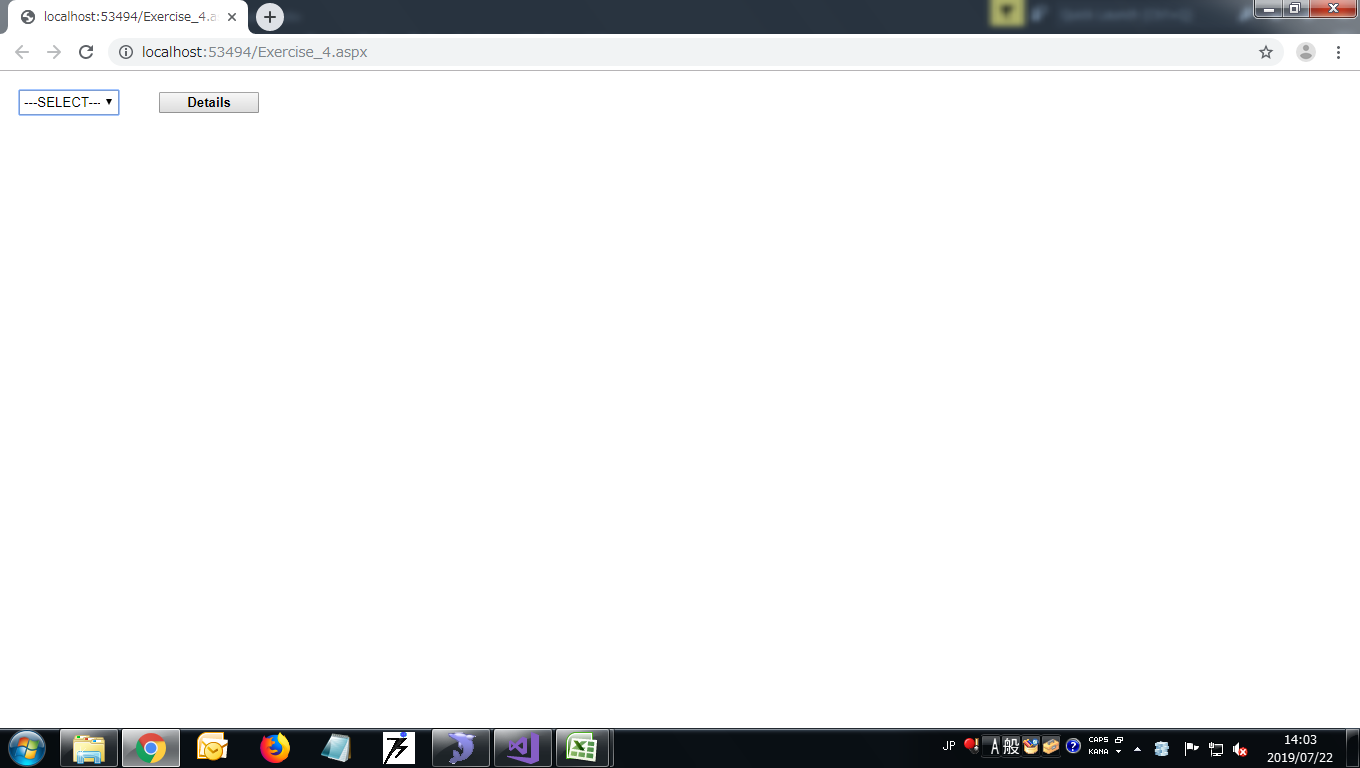 localhost:53494/Exercise_4.a
localhost:53494/Exercise_4.aspx
---SELECT---
Details
JP
A 般
CAPS
KANA
14:03
2019/07/22